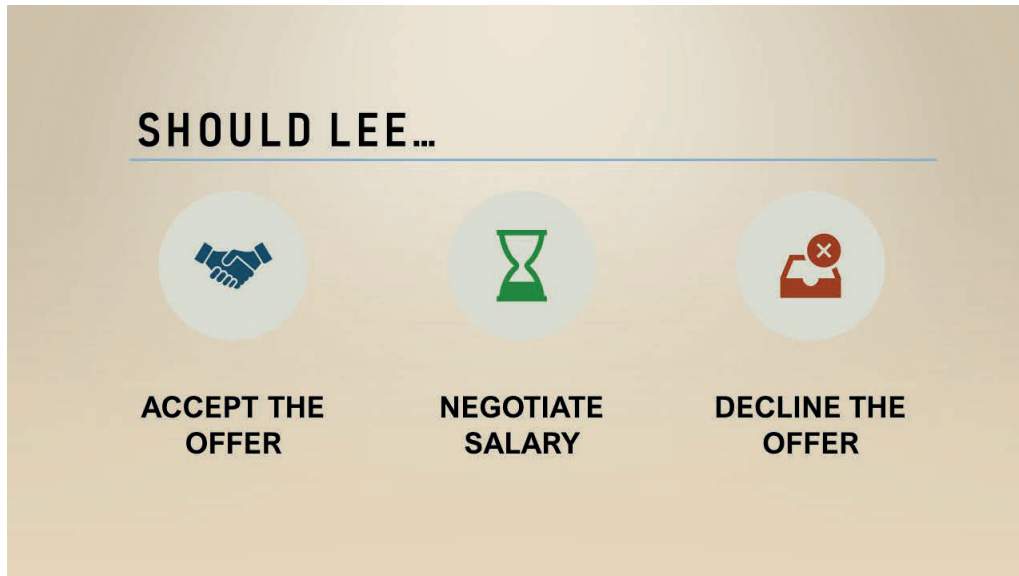 SHOULD LEE...
ACCEPT THE
OFFER
NEGOTIATE
SALARY
DECLINE THE
OFFER